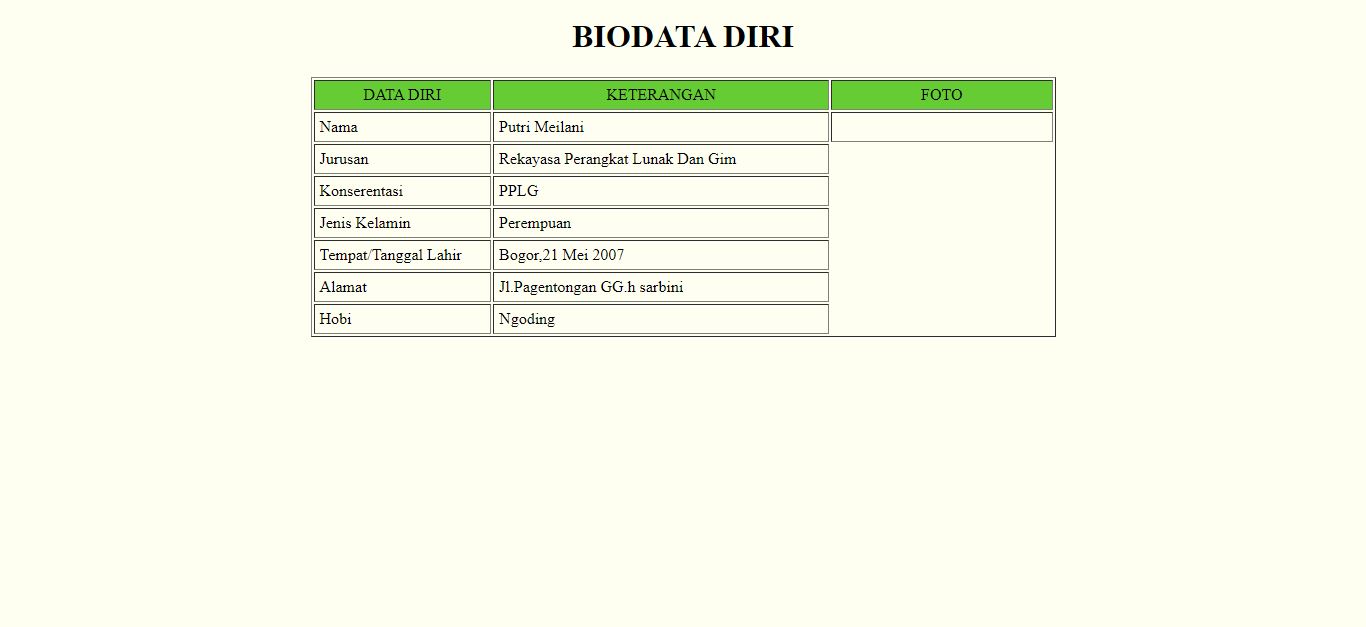 BIODATA DIRI
DATA DIRI KETERANGAN FOTO
Nama Putri Meilani
Jurusan Rekayasa Perangkat Lunak Dan Gim
Konserentasi PPLG
Jenis Kelamin Perempuan
Tempat/Tanggal Lahir Bogor,21 Mei 2007
Alamat Jl.Pagentongan GG.h sarbini
Hobi Ngoding